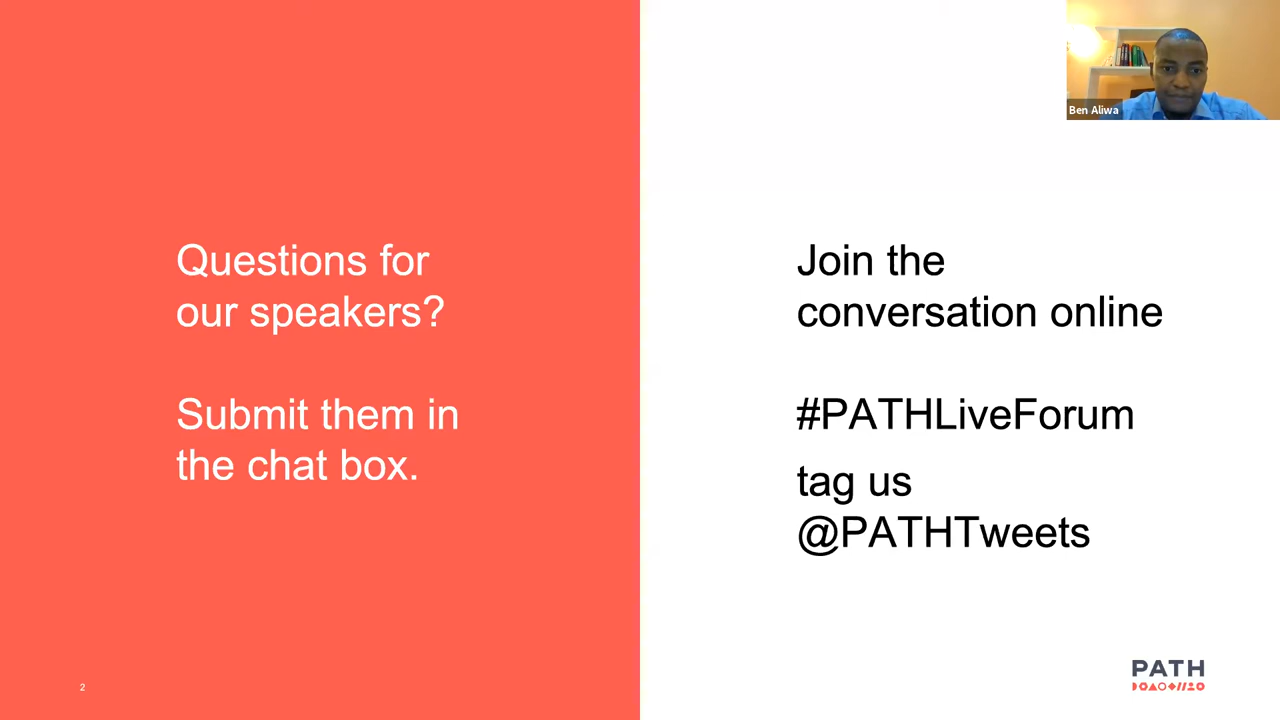 Questions for
our speakers?
Submit them in
the chat box.
2
Ben Aliwa
Join the
conversation online
#PATHLiveForum
tag us
@PATHTweets
PATH